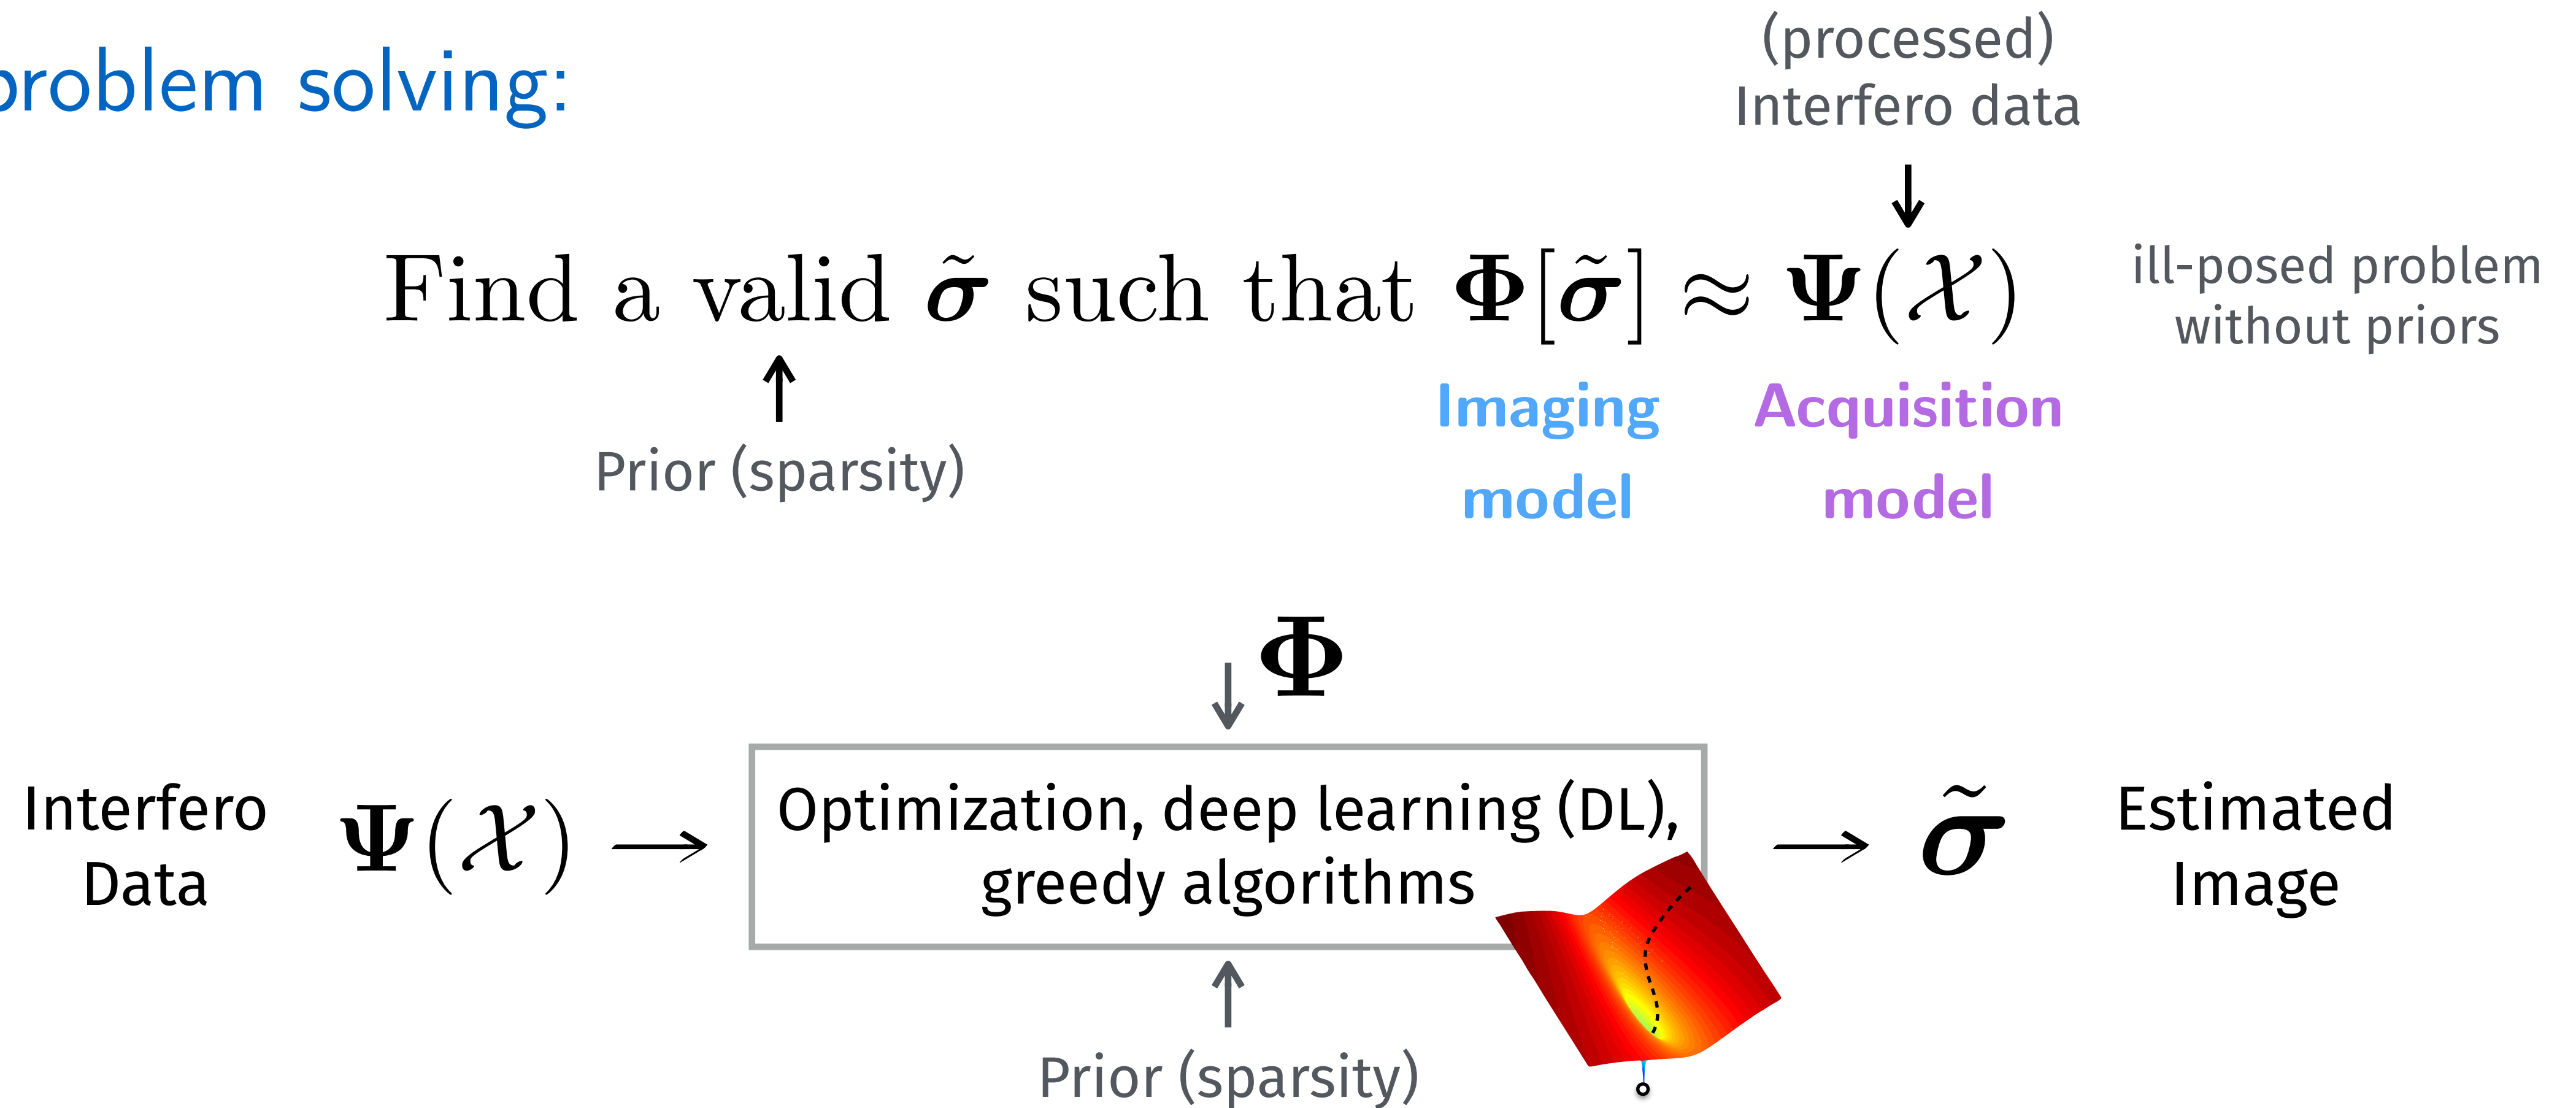 problem solving:
(processed)
Interfero data
Find a valid σ̃ such that Φ[σ̃] ≈ Ψ(𝒳)
ill-posed problem
without priors
Prior (sparsity)
Imaging
model
Acquisition
model
Φ
Interfero
Data
Ψ(𝒳) →
Optimization, deep learning (DL),
greedy algorithms
→ σ̃
Estimated
Image
Prior (sparsity)